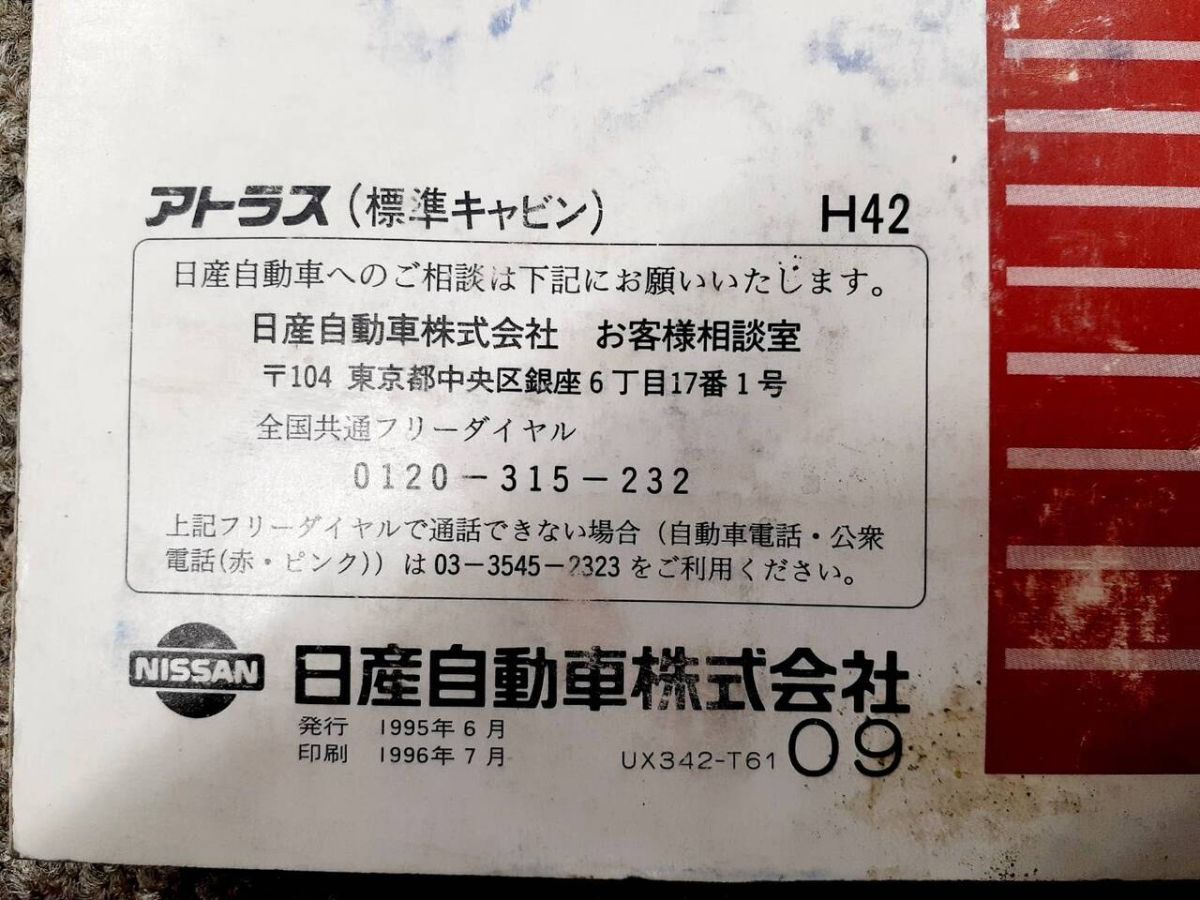 アトラス（標準キャビン） H42
日産自動車へのご相談は下記にお願いいたします。
日産自動車株式会社 お客様相談室
〒104 東京都中央区銀座6丁目17番1号
全国共通フリーダイヤル
0120－315－232
上記フリーダイヤルで通話できない場合（自動車電話・公衆
電話(赤・ピンク)）は03－3545－2323をご利用ください。
NISSAN 日産自動車株式会社
発行 1995年6月
印刷 1996年7月 UX342-T6109